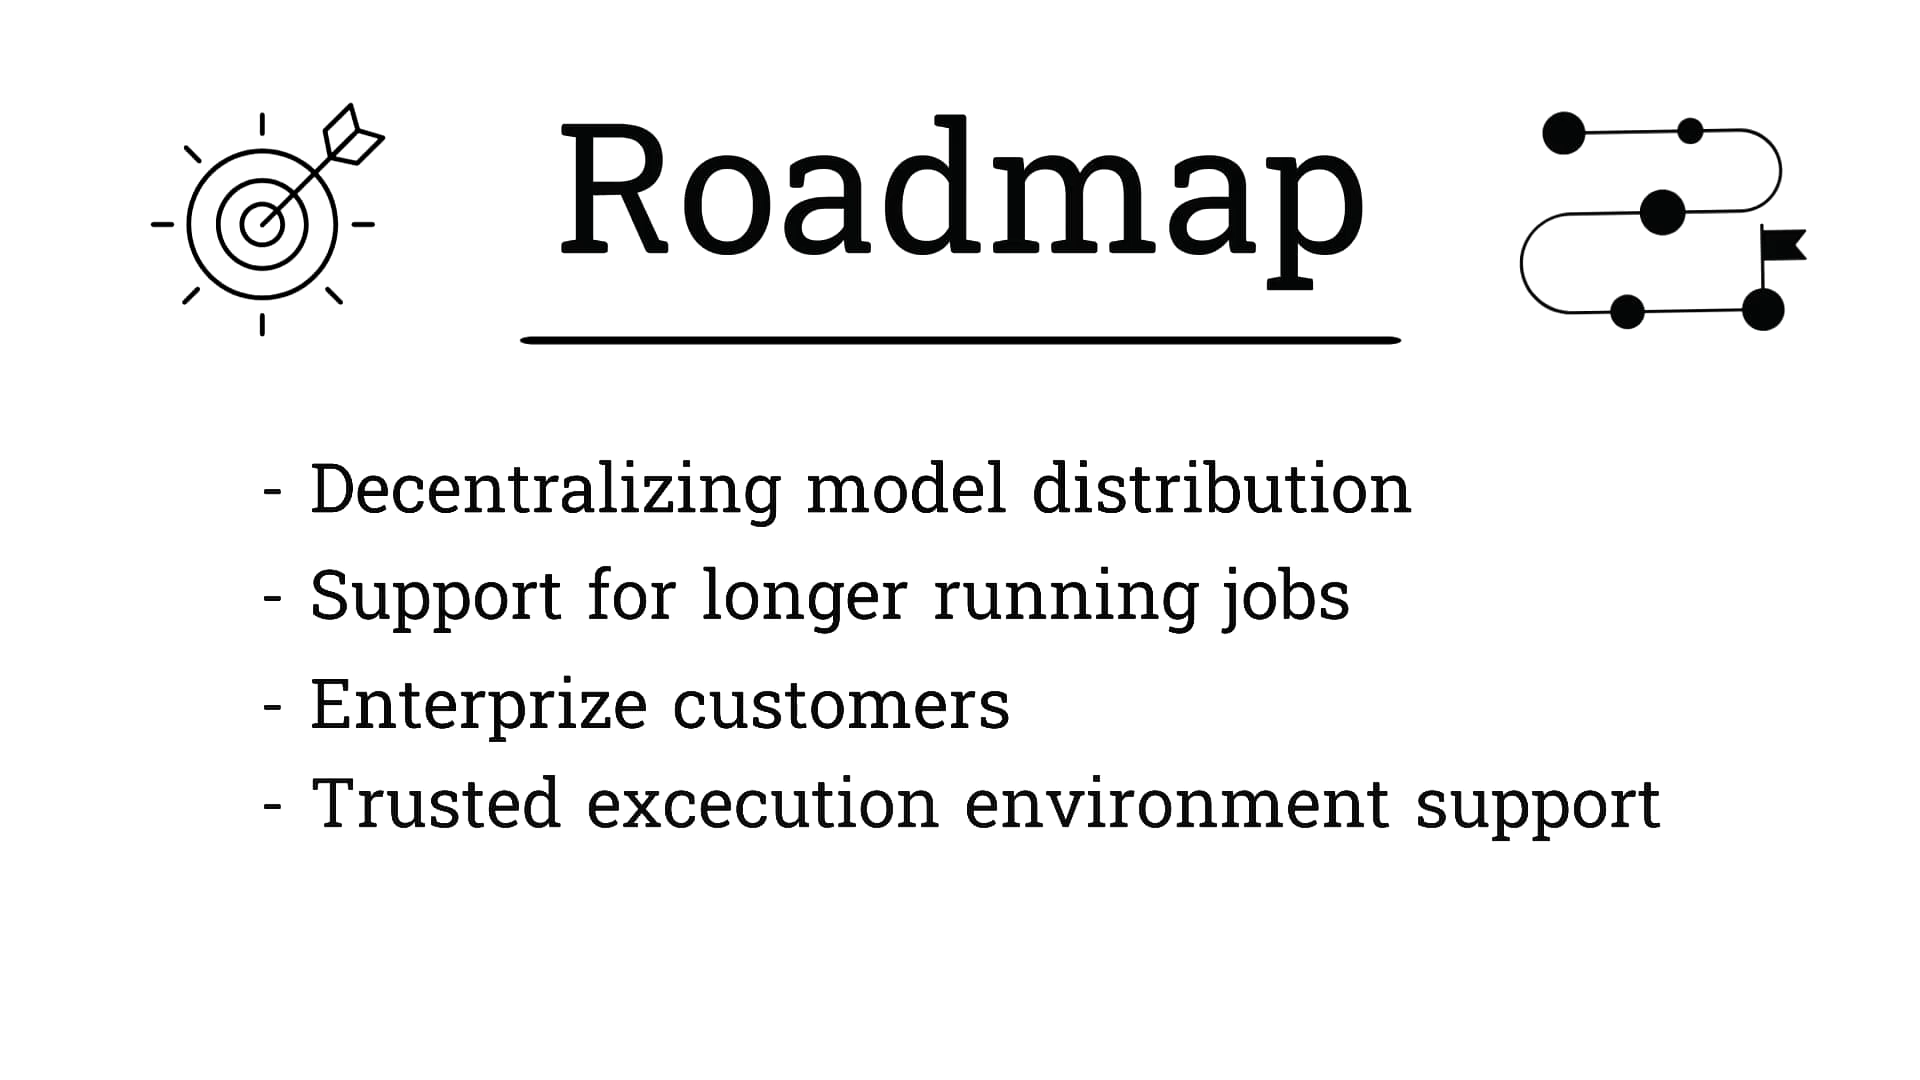 Roadmap
- Decentralizing model distribution
- Support for longer running jobs
- Enterprize customers
- Trusted excecution environment support